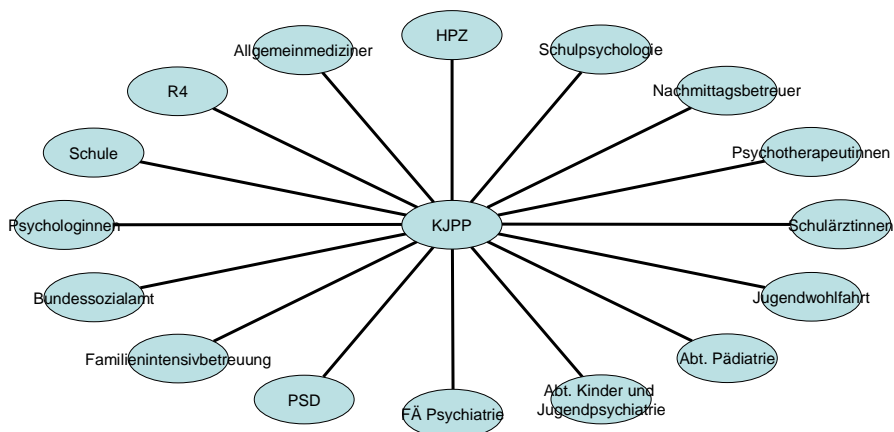 HPZ
Allgemeinmediziner
Schulpsychologie
R4
Nachmittagsbetreuer
Schule
Psychotherapeutinnen
Psychologinnen
KJPP
Schulärztinnen
Bundessozialamt
Jugendwohlfahrt
Familienintensivbetreuung
Abt. Pädiatrie
PSD
FÄ Psychiatrie
Abt. Kinder und
Jugendpsychiatrie